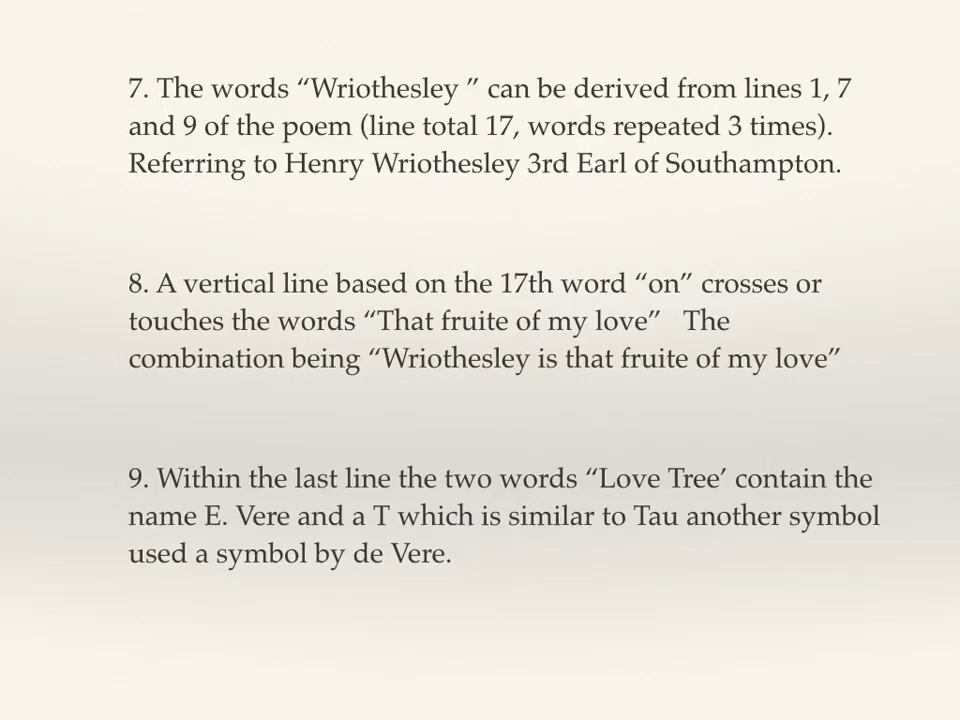 7. The words “Wriothesley ” can be derived from lines 1, 7
and 9 of the poem (line total 17, words repeated 3 times).
Referring to Henry Wriothesley 3rd Earl of Southampton.
8. A vertical line based on the 17th word “on” crosses or
touches the words “That fruite of my love”   The
combination being “Wriothesley is that fruite of my love”
9. Within the last line the two words “Love Tree’ contain the
name E. Vere and a T which is similar to Tau another symbol
used a symbol by de Vere.